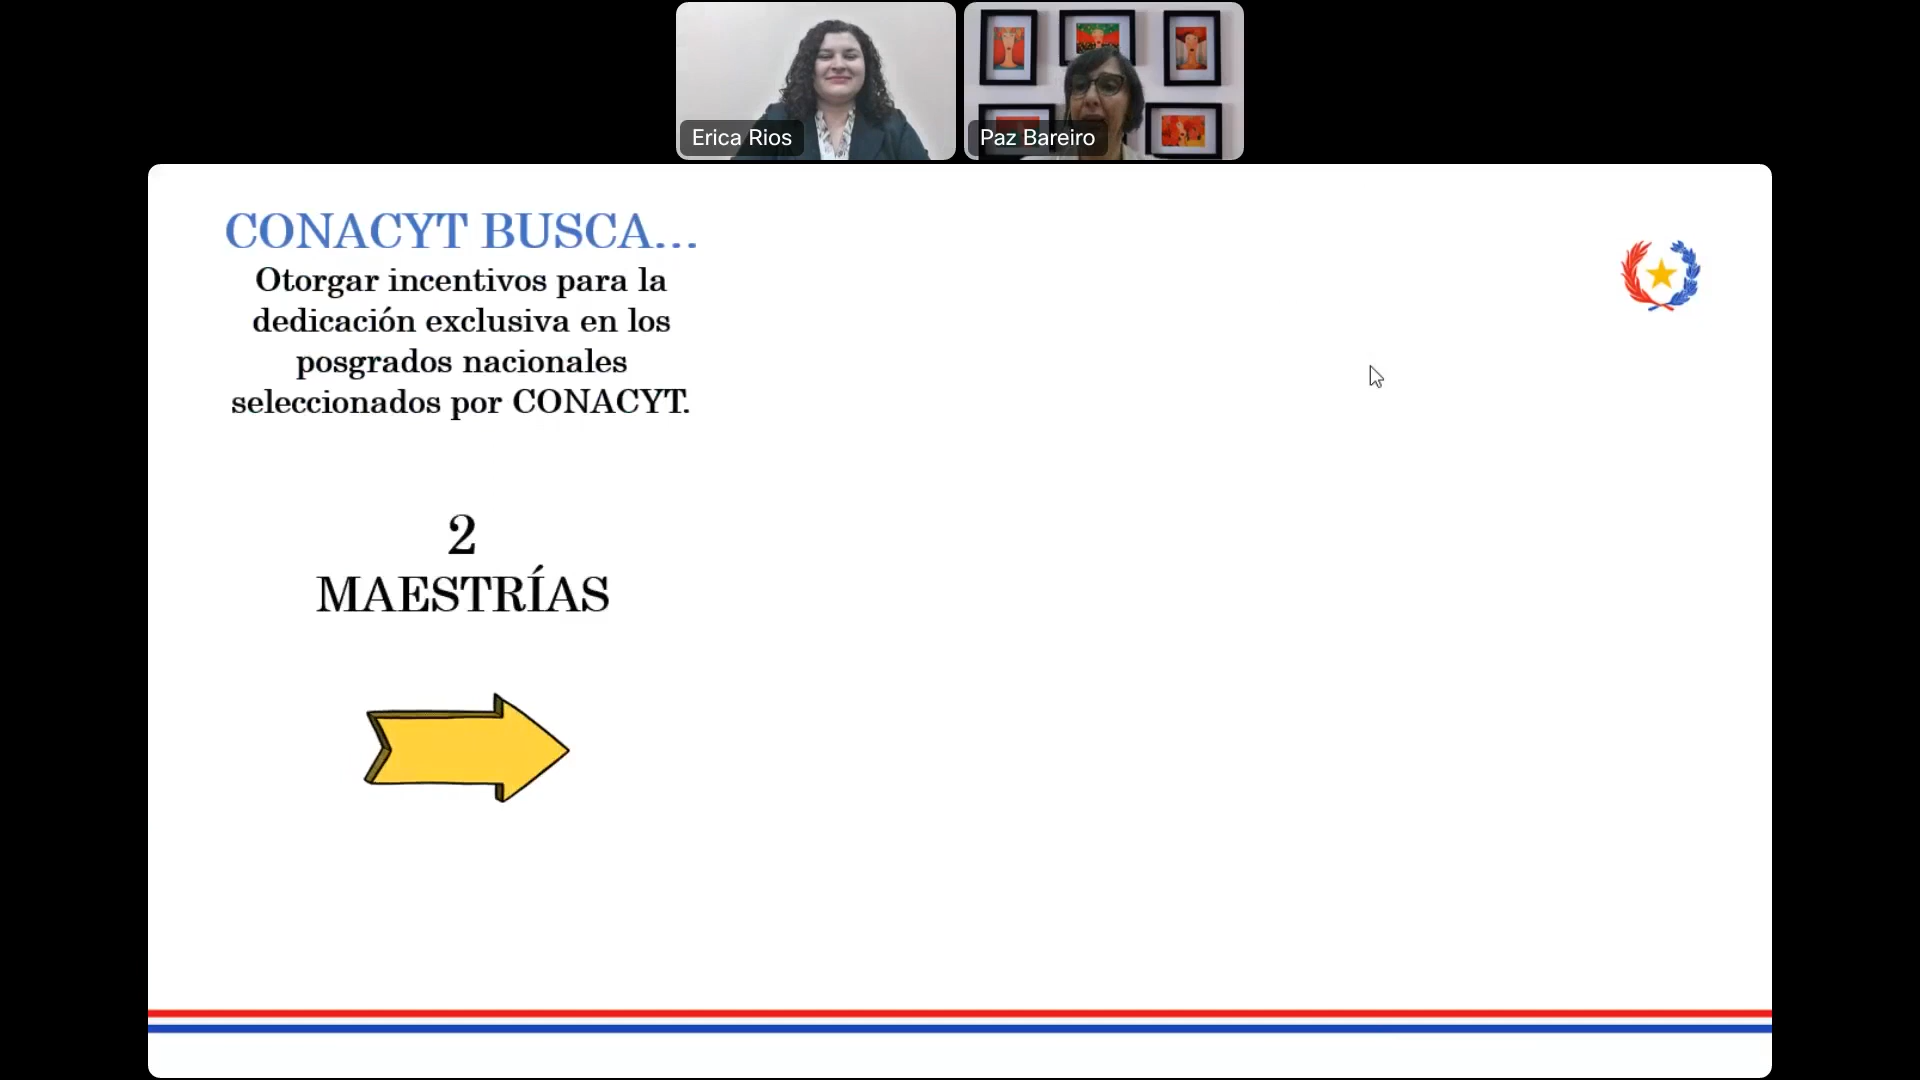 Erica Rios
Paz Bareiro
CONACYT BUSCA...
Otorgar incentivos para la
dedicación exclusiva en los
posgrados nacionales
seleccionados por CONACYT.
2
MAESTRÍAS